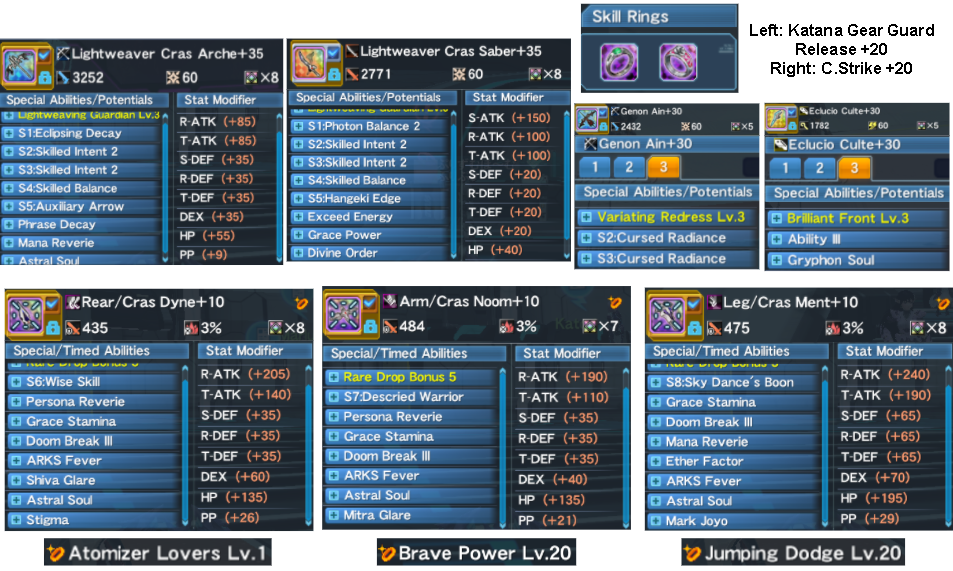 Skill Rings
Left: Katana Gear Guard
Release +20
Right: C.Strike +20
Lightweaver Cras Arche+35
3252
60
×8
Special Abilities/Potentials
Stat Modifier
Lightweaving Guardian Lv.3
S1:Eclipsing Decay
S2:Skilled Intent 2
S3:Skilled Intent 2
S4:Skilled Balance
S5:Auxiliary Arrow
Phrase Decay
Mana Reverie
Astral Soul
R-ATK (+85)
T-ATK (+85)
S-DEF (+35)
R-DEF (+35)
T-DEF (+35)
DEX (+35)
HP (+55)
PP (+9)
Lightweaver Cras Saber+35
2771
60
×8
Special Abilities/Potentials
Stat Modifier
S1:Photon Balance 2
S2:Skilled Intent 2
S3:Skilled Intent 2
S4:Skilled Balance
S5:Hangeki Edge
Exceed Energy
Grace Power
Divine Order
S-ATK (+150)
R-ATK (+100)
T-ATK (+100)
S-DEF (+20)
R-DEF (+20)
T-DEF (+20)
DEX (+20)
HP (+40)
Genon Ain+30
2432
60
×5
Genon Ain+30
1
2
3
Special Abilities/Potentials
Variating Redress Lv.3
S2:Cursed Radiance
S3:Cursed Radiance
Eclucio Culte+30
1782
60
×5
Eclucio Culte+30
1
2
3
Special Abilities/Potentials
Brilliant Front Lv.3
Ability III
Gryphon Soul
Rear/Cras Dyne+10
435
3%
×8
Special/Timed Abilities
Stat Modifier
Rare Drop Bonus 5
S6:Wise Skill
Persona Reverie
Grace Stamina
Doom Break III
ARKS Fever
Shiva Glare
Astral Soul
Stigma
R-ATK (+205)
T-ATK (+140)
S-DEF (+35)
R-DEF (+35)
T-DEF (+35)
DEX (+60)
HP (+135)
PP (+26)
Arm/Cras Noom+10
484
3%
×7
Special/Timed Abilities
Stat Modifier
Rare Drop Bonus 5
S7:Descried Warrior
Persona Reverie
Grace Stamina
Doom Break III
ARKS Fever
Astral Soul
Mitra Glare
R-ATK (+190)
T-ATK (+110)
S-DEF (+35)
R-DEF (+35)
T-DEF (+35)
DEX (+40)
HP (+135)
PP (+21)
Leg/Cras Ment+10
475
3%
×8
Special/Timed Abilities
Stat Modifier
Rare Drop Bonus 5
S8:Sky Dance's Boon
Grace Stamina
Doom Break III
Mana Reverie
Ether Factor
ARKS Fever
Astral Soul
Mark Joyo
R-ATK (+240)
T-ATK (+190)
S-DEF (+65)
R-DEF (+65)
T-DEF (+65)
DEX (+70)
HP (+195)
PP (+29)
Atomizer Lovers Lv.1
Brave Power Lv.20
Jumping Dodge Lv.20